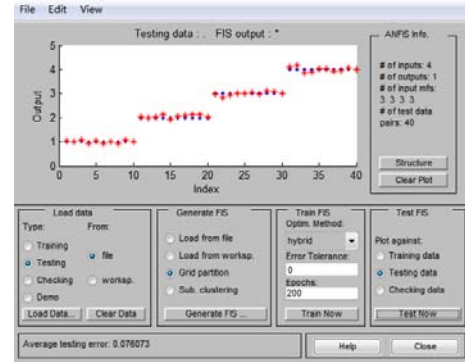 File Edit View
Testing data : . FIS output : *
5
4
3
2
1
0
Output
0 5 10 15 20 25 30 35 40
Index
ANFIS Info.
# of inputs: 4
# of outputs: 1
# of input mfs:
3 3 3 3
# of test data
pairs: 40
Structure
Clear Plot
Load data
Type: From:
Training
Testing
Checking
Demo
file
worksp.
Load Data... Clear Data
Generate FIS
Load from file
Load from worksp.
Grid partition
Sub. clustering
Generate FIS ...
Train FIS
Optim. Method:
hybrid
Error Tolerance:
0
Epochs:
200
Train Now
Test FIS
Plot against:
Training data
Testing data
Checking data
Test Now
Average testing error: 0.076073
Help Close